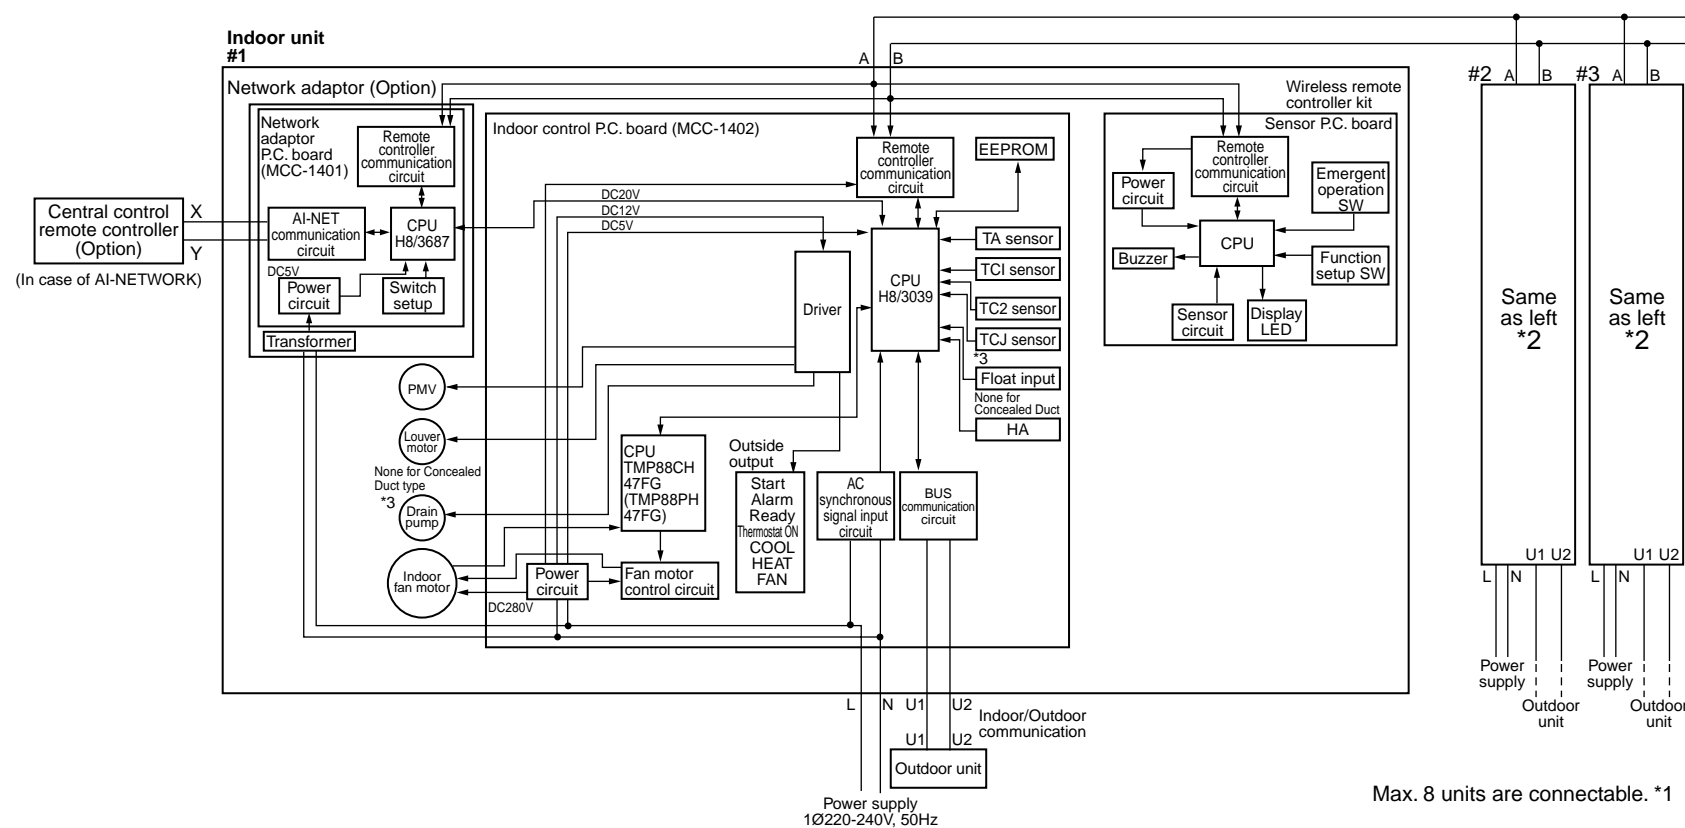 Indoor unit
#1
A
B
Network adaptor (Option)
Wireless remote
controller kit
Network
adaptor
P.C. board
(MCC-1401)
Remote
controller
communication
circuit
Indoor control P.C. board (MCC-1402)
Remote
controller
communication
circuit
EEPROM
Sensor P.C. board
Remote
controller
communication
circuit
Power
circuit
Emergent
operation
SW
Central control
remote controller
(Option)
X
Y
(In case of AI-NETWORK)
AI-NET
communication
circuit
CPU
H8/3687
DC20V
DC12V
DC5V
DC5V
Power
circuit
Switch
setup
Transformer
Driver
CPU
H8/3039
TA sensor
TCI sensor
TC2 sensor
TCJ sensor
*3
Float input
None for
Concealed Duct
HA
Buzzer
CPU
Function
setup SW
Sensor
circuit
Display
LED
PMV
Louver
motor
None for Concealed
Duct type
*3
Drain
pump
Indoor
fan motor
CPU
TMP88CH
47FG
(TMP88PH
47FG)
Outside
output
Start
Alarm
Ready
Thermostat ON
COOL
HEAT
FAN
AC
synchronous
signal input
circuit
BUS
communication
circuit
Power
circuit
DC280V
Fan motor
control circuit
L
N
U1
U2
Indoor/Outdoor
communication
U1
U2
Outdoor unit
Power supply
1Ø220-240V, 50Hz
#2
A
B
Same
as left
*2
U1 U2
L
N
Power
supply
Outdoor
unit
#3
A
B
Same
as left
*2
U1 U2
L
N
Power
supply
Outdoor
unit
Max. 8 units are connectable. *1